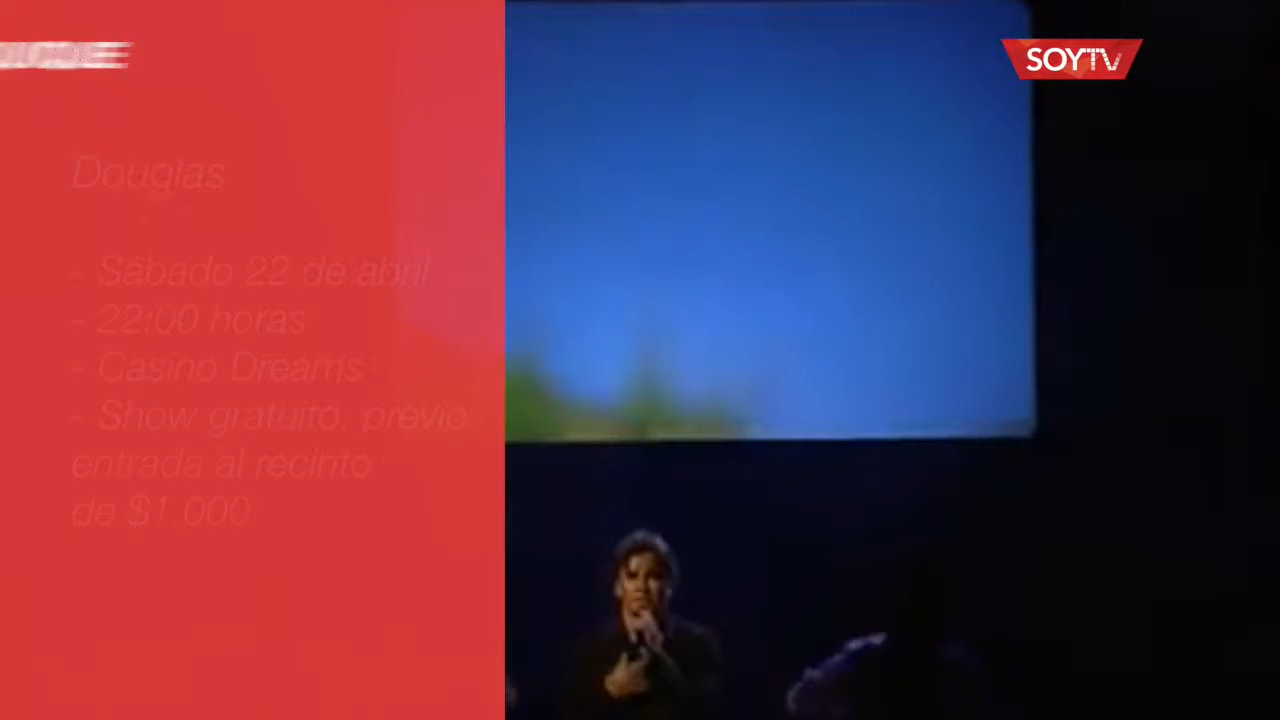 SOYTV
Douglas
- Sábado 22 de abril
- 22:00 horas
- Casino Dreams
- Show gratuito, previo
entrada al recinto
de $1.000